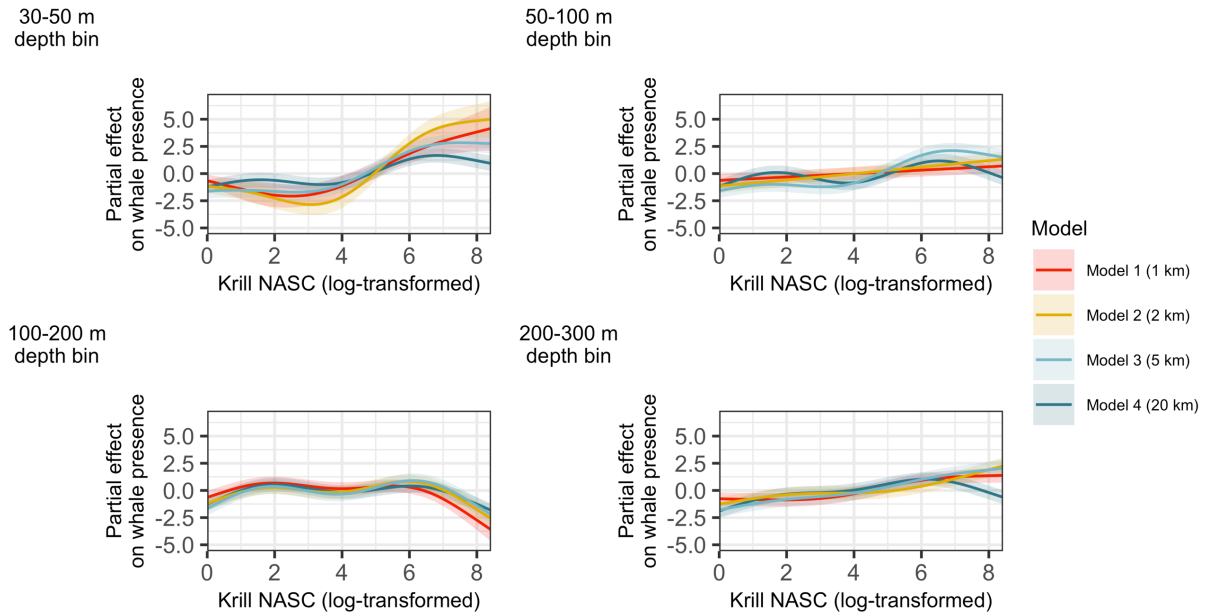 30-50 m
depth bin
Partial effect
on whale presence
5.0
2.5
0.0
-2.5
-5.0
0 2 4 6 8
Krill NASC (log-transformed)
50-100 m
depth bin
Partial effect
on whale presence
5.0
2.5
0.0
-2.5
-5.0
0 2 4 6 8
Krill NASC (log-transformed)
100-200 m
depth bin
Partial effect
on whale presence
5.0
2.5
0.0
-2.5
-5.0
0 2 4 6 8
Krill NASC (log-transformed)
200-300 m
depth bin
Partial effect
on whale presence
5.0
2.5
0.0
-2.5
-5.0
0 2 4 6 8
Krill NASC (log-transformed)
Model
Model 1 (1 km)
Model 2 (2 km)
Model 3 (5 km)
Model 4 (20 km)